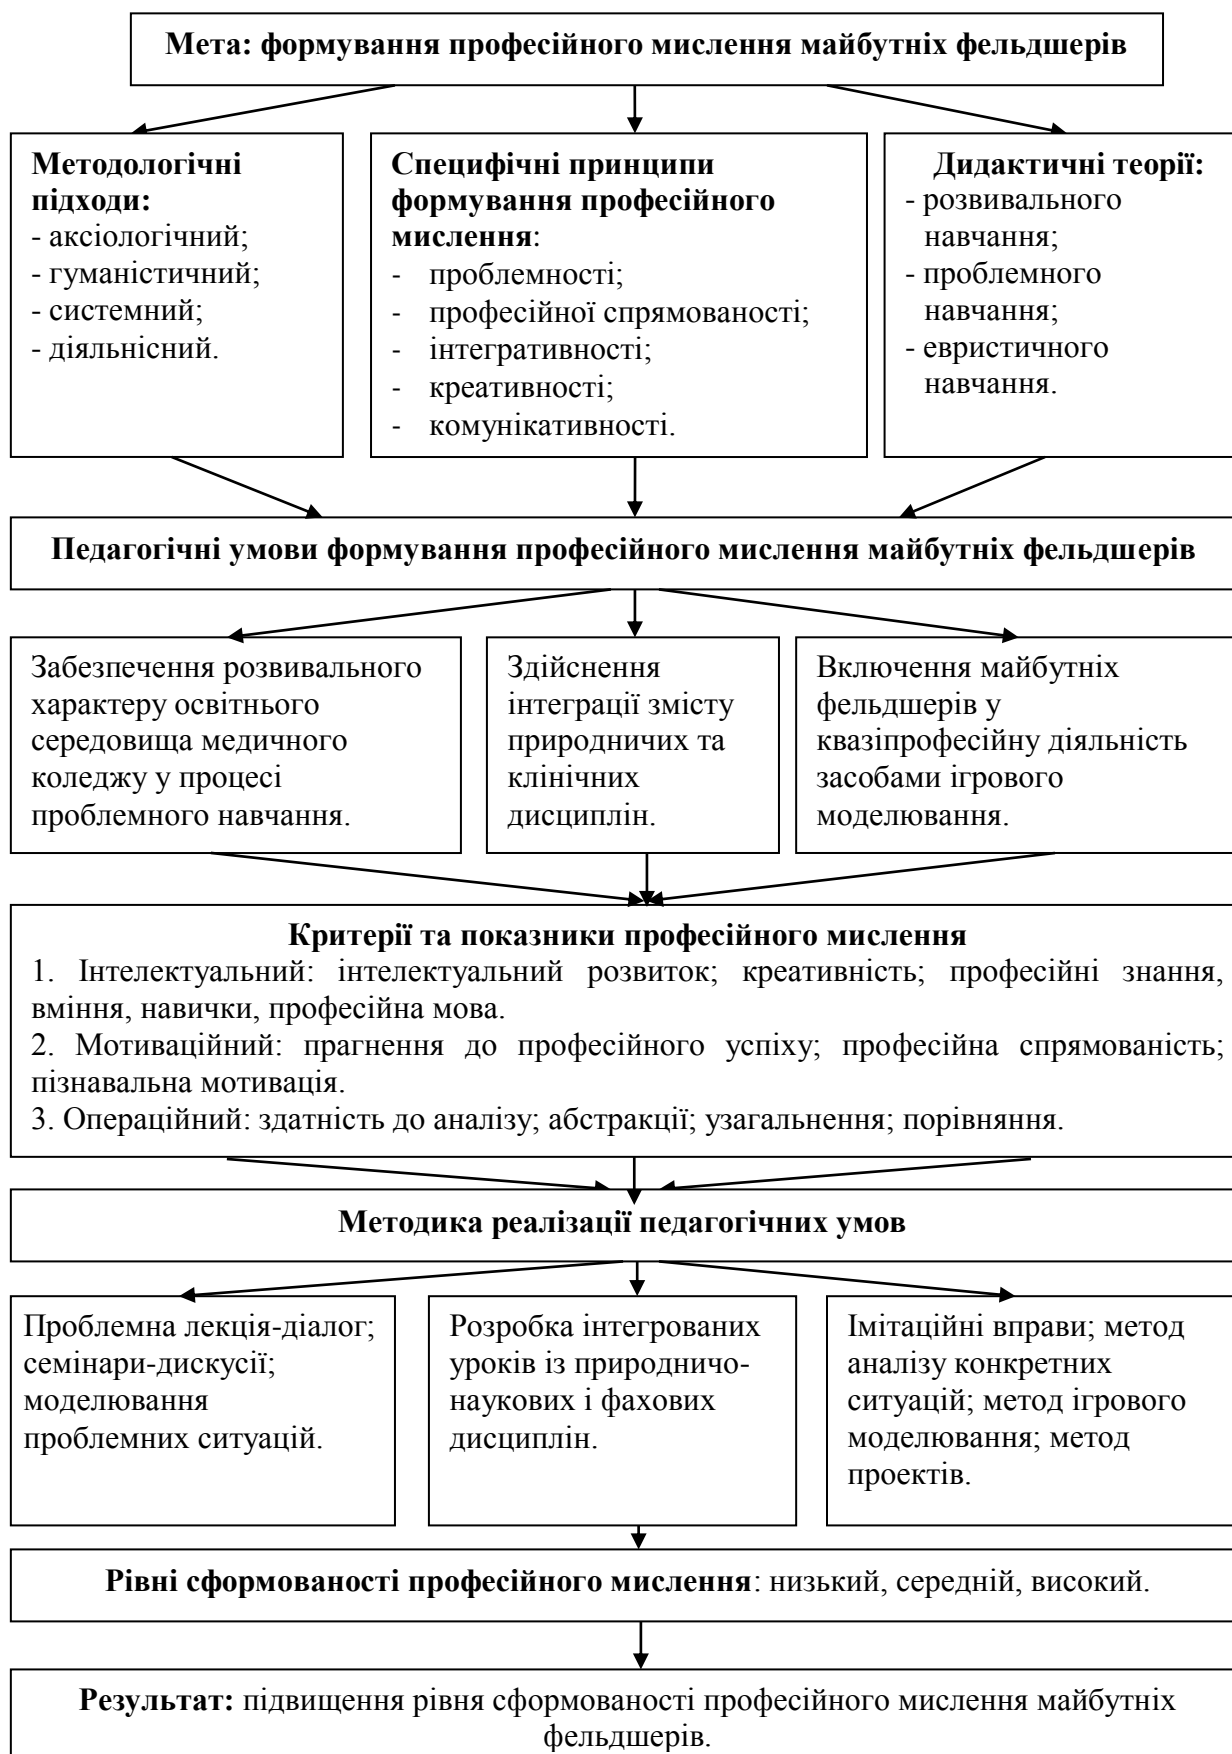 Мета: формування професійного мислення майбутніх фельдшерів
Методологічні
підходи:
- аксіологічний;
- гуманістичний;
- системний;
- діяльнісний.
Специфічні принципи
формування професійного
мислення:
- проблемності;
- професійної спрямованості;
- інтегративності;
- креативності;
- комунікативності.
Дидактичні теорії:
- розвивального
навчання;
- проблемного
навчання;
- евристичного
навчання.
Педагогічні умови формування професійного мислення майбутніх фельдшерів
Забезпечення розвивального
характеру освітнього
середовища медичного
коледжу у процесі
проблемного навчання.
Здійснення
інтеграції змісту
природничих та
клінічних
дисциплін.
Включення майбутніх
фельдшерів у
квазіпрофесійну діяльність
засобами ігрового
моделювання.
Критерії та показники професійного мислення
1. Інтелектуальний: інтелектуальний розвиток; креативність; професійні знання,
вміння, навички, професійна мова.
2. Мотиваційний: прагнення до професійного успіху; професійна спрямованість;
пізнавальна мотивація.
3. Операційний: здатність до аналізу; абстракції; узагальнення; порівняння.
Методика реалізації педагогічних умов
Проблемна лекція-діалог;
семінари-дискусії;
моделювання
проблемних ситуацій.
Розробка інтегрованих
уроків із природничо-
наукових і фахових
дисциплін.
Імітаційні вправи; метод
аналізу конкретних
ситуацій; метод ігрового
моделювання; метод
проектів.
Рівні сформованості професійного мислення: низький, середній, високий.
Результат: підвищення рівня сформованості професійного мислення майбутніх
фельдшерів.